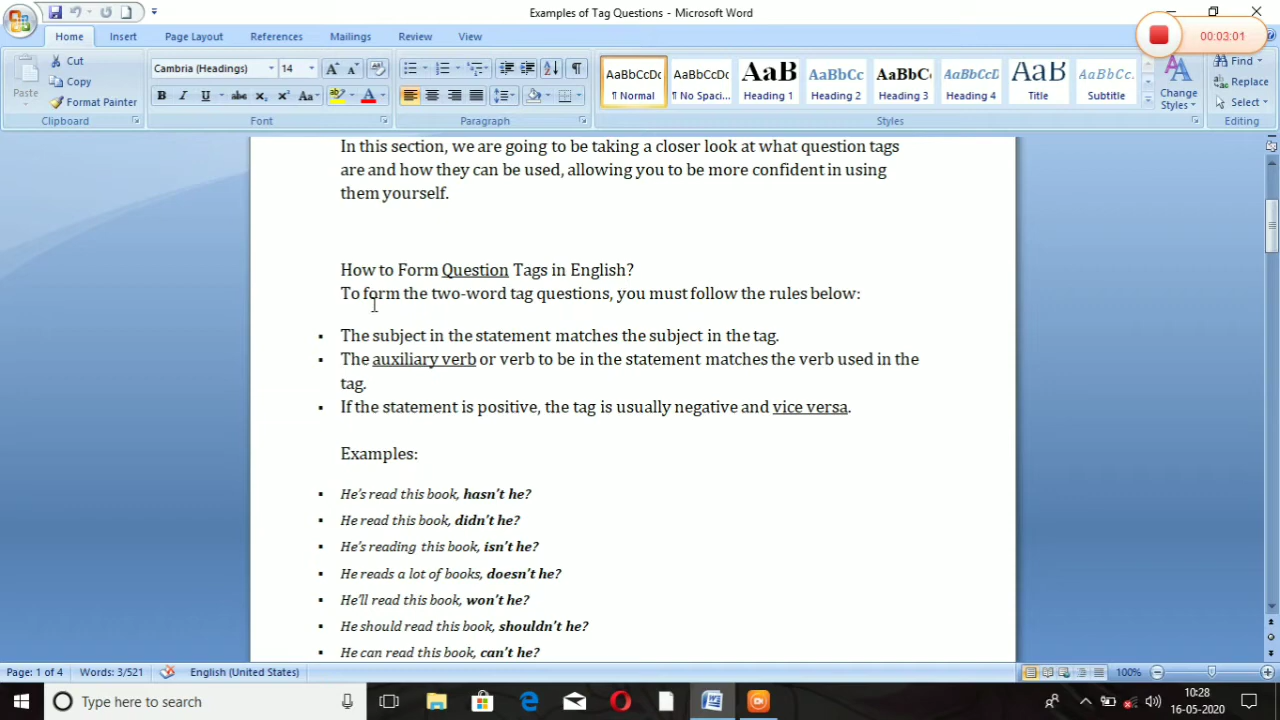 Examples of Tag Questions - Microsoft Word
00:03:01
Home Insert Page Layout References Mailings Review View
Paste Cut Copy Format Painter
Cambria (Headings) 14
B I U abc x₂ x² Aa ab A
AaBbCcDc ¶ Normal
AaBbCcDc ¶ No Spaci...
AaB Heading 1
AaBbCc Heading 2
AaBbC Heading 3
AaBbCcD Heading 4
AaB Title
AaBbCc. Subtitle
Change Styles
Find Replace Select
Clipboard Font Paragraph Styles Editing
In this section, we are going to be taking a closer look at what question tags
are and how they can be used, allowing you to be more confident in using
them yourself.
How to Form Question Tags in English?
To form the two-word tag questions, you must follow the rules below:
▪ The subject in the statement matches the subject in the tag.
▪ The auxiliary verb or verb to be in the statement matches the verb used in the
tag.
▪ If the statement is positive, the tag is usually negative and vice versa.
Examples:
▪ He's read this book, hasn't he?
▪ He read this book, didn't he?
▪ He's reading this book, isn't he?
▪ He reads a lot of books, doesn't he?
▪ He'll read this book, won't he?
▪ He should read this book, shouldn't he?
▪ He can read this book, can't he?
Page: 1 of 4 Words: 3/521 English (United States) 100%
Type here to search
10:28
16-05-2020